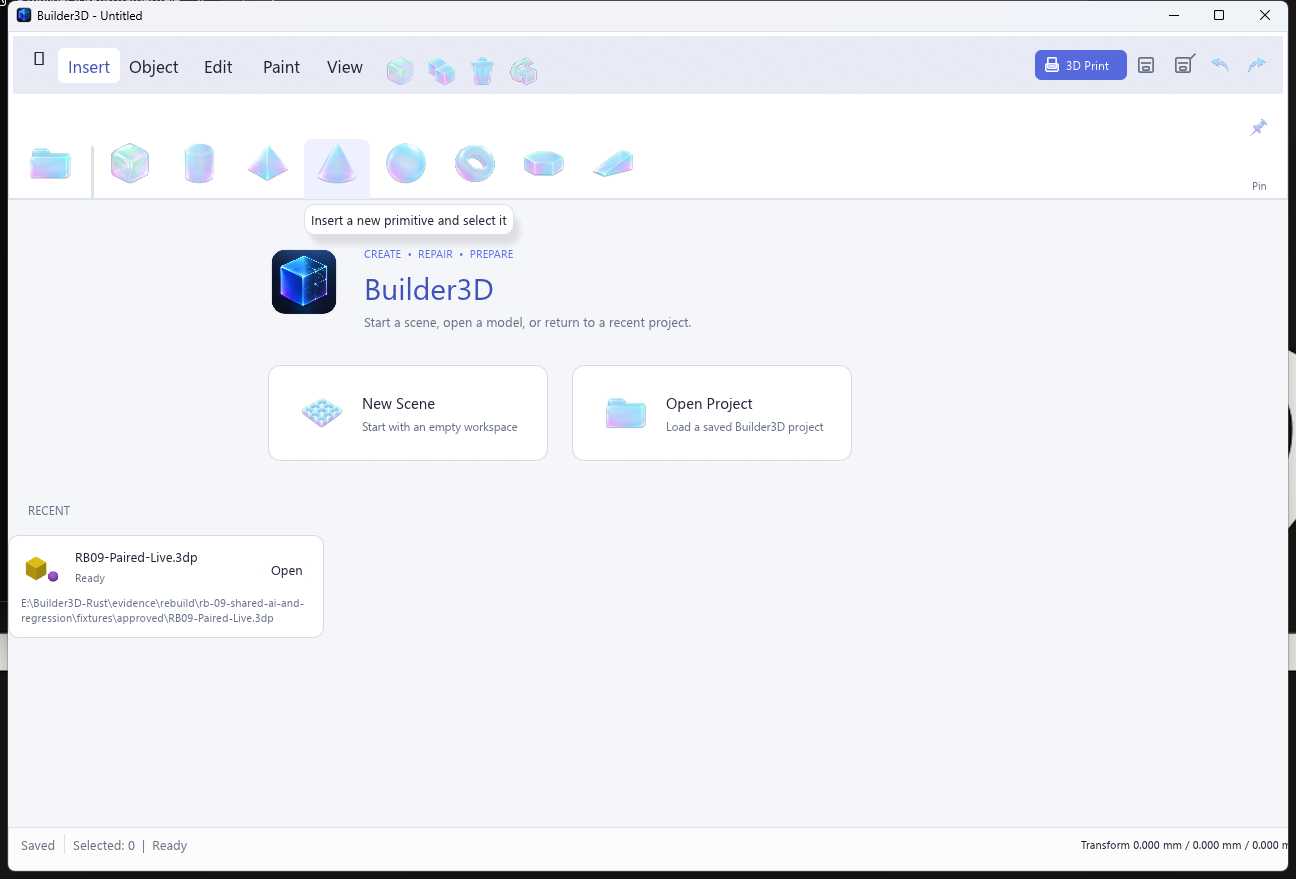 Builder3D - Untitled
Insert
Object
Edit
Paint
View
3D Print
Pin
Insert a new primitive and select it
CREATE • REPAIR • PREPARE
Builder3D
Start a scene, open a model, or return to a recent project.
New Scene
Start with an empty workspace
Open Project
Load a saved Builder3D project
RECENT
RB09-Paired-Live.3dp
Ready
Open
E:\Builder3D-Rust\evidence\rebuild\rb-09-shared-ai-and-
regression\fixtures\approved\RB09-Paired-Live.3dp
Saved
Selected: 0 | Ready
Transform 0.000 mm / 0.000 mm / 0.000